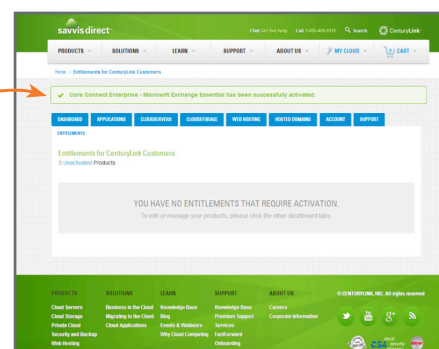 savvisdirect
Chat Get live help Call Search CenturyLink
PRODUCTS SOLUTIONS LEARN SUPPORT ABOUT US MY CLOUD CART
Home > Entitlements for CenturyLink Customers
Core Connect Enterprise - Microsoft Exchange Essential has been successfully activated.
DASHBOARD APPLICATIONS CLOUDSERVERS CLOUDSTORAGE WEB HOSTING HOSTED DOMAINS ACCOUNT SUPPORT
ENTITLEMENTS
Entitlements for CenturyLink Customers
0 Unactivated Products
YOU HAVE NO ENTITLEMENTS THAT REQUIRE ACTIVATION.
To edit or manage your products, please click the other dashboard tabs.
PRODUCTS SOLUTIONS LEARN SUPPORT ABOUT US © CENTURYLINK, INC. All rights reserved
Cloud Servers Business in the Cloud Knowledge Base Knowledge Base Careers
Cloud Storage Migrating to the Cloud Blog Premium Support Corporate Information
Private Cloud Cloud Applications Events & Webinars Services
Security and Backup Why Cloud Computing FastForward
Web Hosting Onboarding